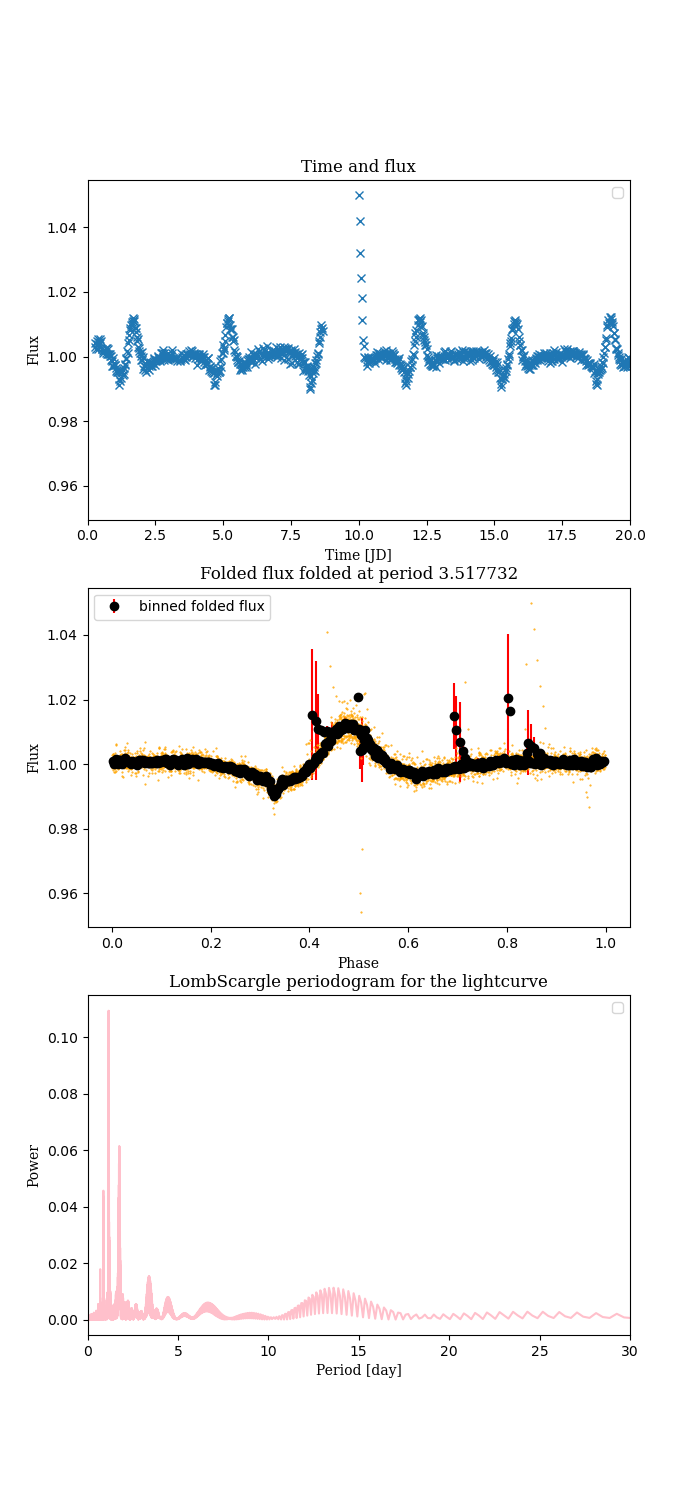 Time and flux
1.04
1.02
1.00
0.98
0.96
Flux
0.0 2.5 5.0 7.5 10.0 12.5 15.0 17.5 20.0
Time [JD]
Folded flux folded at period 3.517732
binned folded flux
1.04
1.02
1.00
0.98
0.96
Flux
0.0 0.2 0.4 0.6 0.8 1.0
Phase
LombScargle periodogram for the lightcurve
0.10
0.08
0.06
0.04
0.02
0.00
Power
0 5 10 15 20 25 30
Period [day]